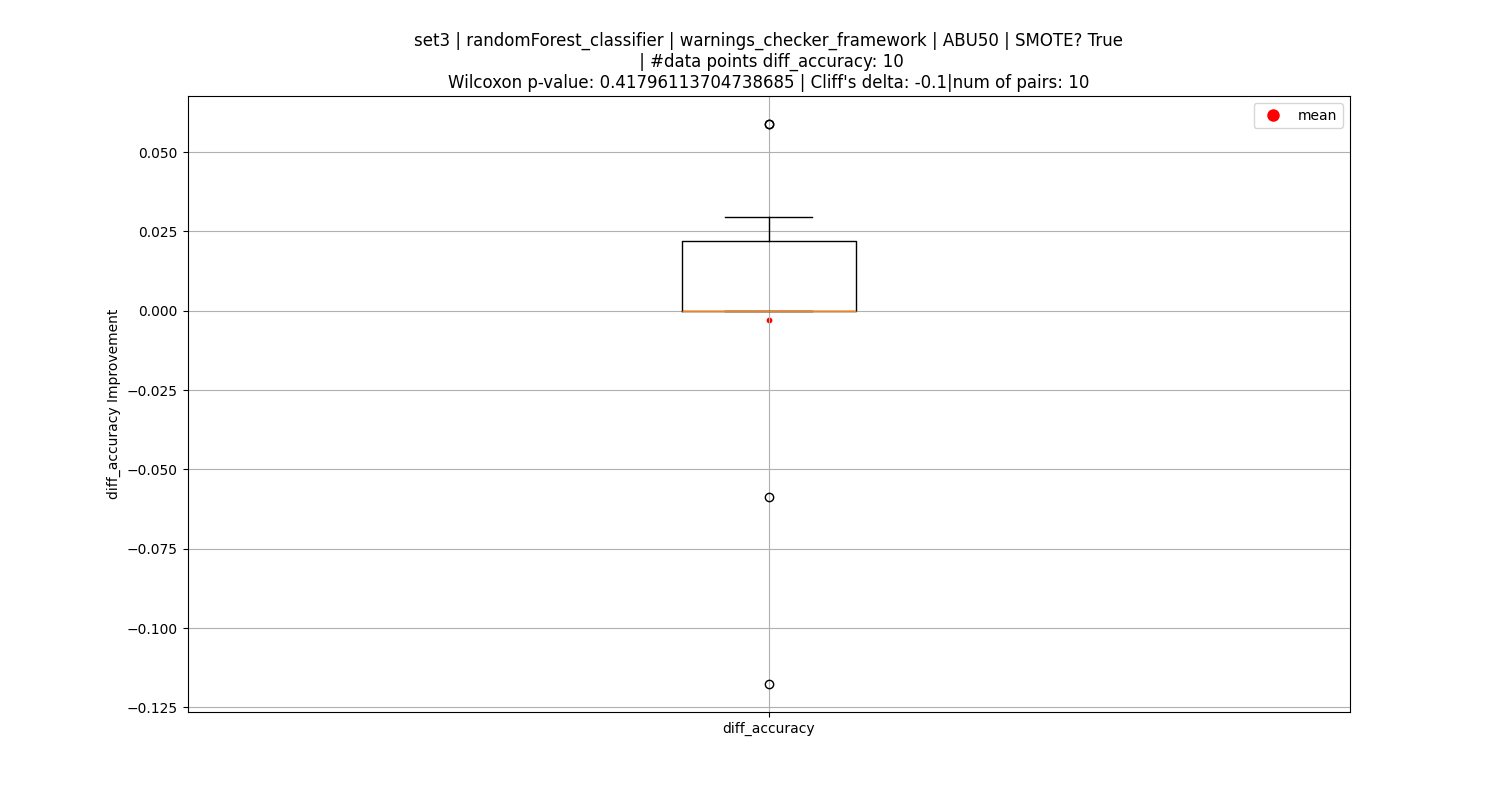 set3 | randomForest_classifier | warnings_checker_framework | ABU50 | SMOTE? True
| #data points diff_accuracy: 10
Wilcoxon p-value: 0.41796113704738685 | Cliff's delta: -0.1|num of pairs: 10
mean
0.050
0.025
0.000
−0.025
−0.050
−0.075
−0.100
−0.125
diff_accuracy Improvement
diff_accuracy